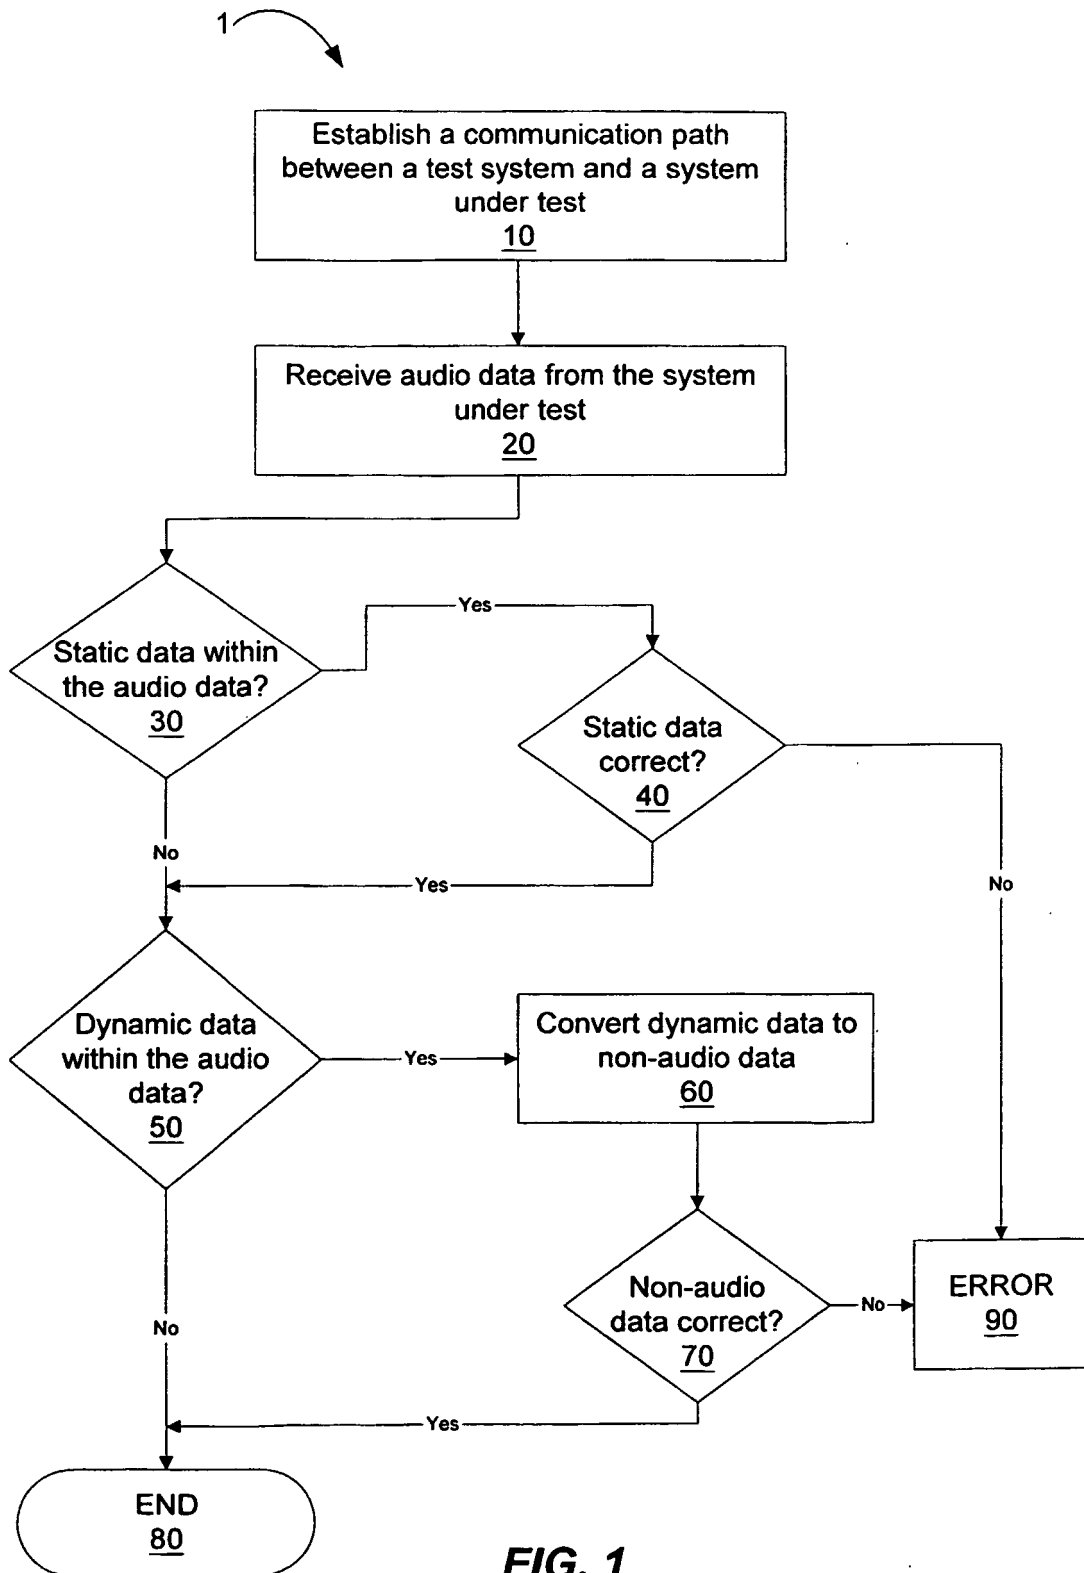 1
Establish a communication path
between a test system and a system
under test
10
Receive audio data from the system
under test
20
Static data within
the audio data?
30
Yes
Static data
correct?
40
No
Yes
No
Dynamic data
within the audio
data?
50
Yes
Convert dynamic data to
non-audio data
60
Non-audio
data correct?
70
No
ERROR
90
No
Yes
END
80
FIG. 1